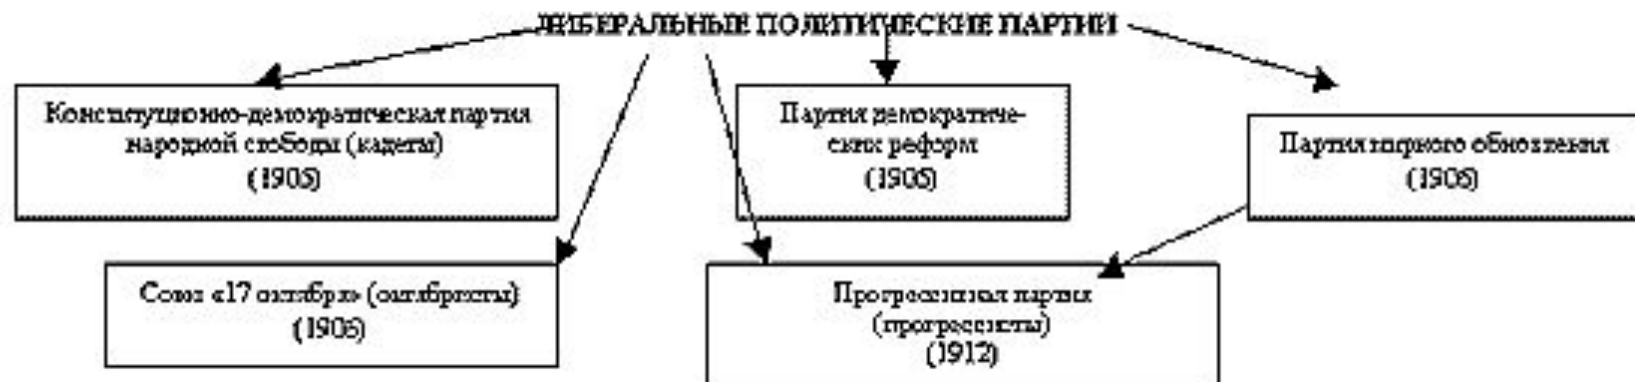 ЛИБЕРАЛЬНЫЕ ПОЛИТИЧЕСКИЕ ПАРТИИ
Конституционно-демократическая партия
народной свободы (кадеты)
(1905)
Партия демократиче-
ских реформ
(1906)
Партия мирного обновления
(1906)
Союз «17 октября» (октябристы)
(1906)
Прогрессивная партия
(прогрессисты)
(1912)